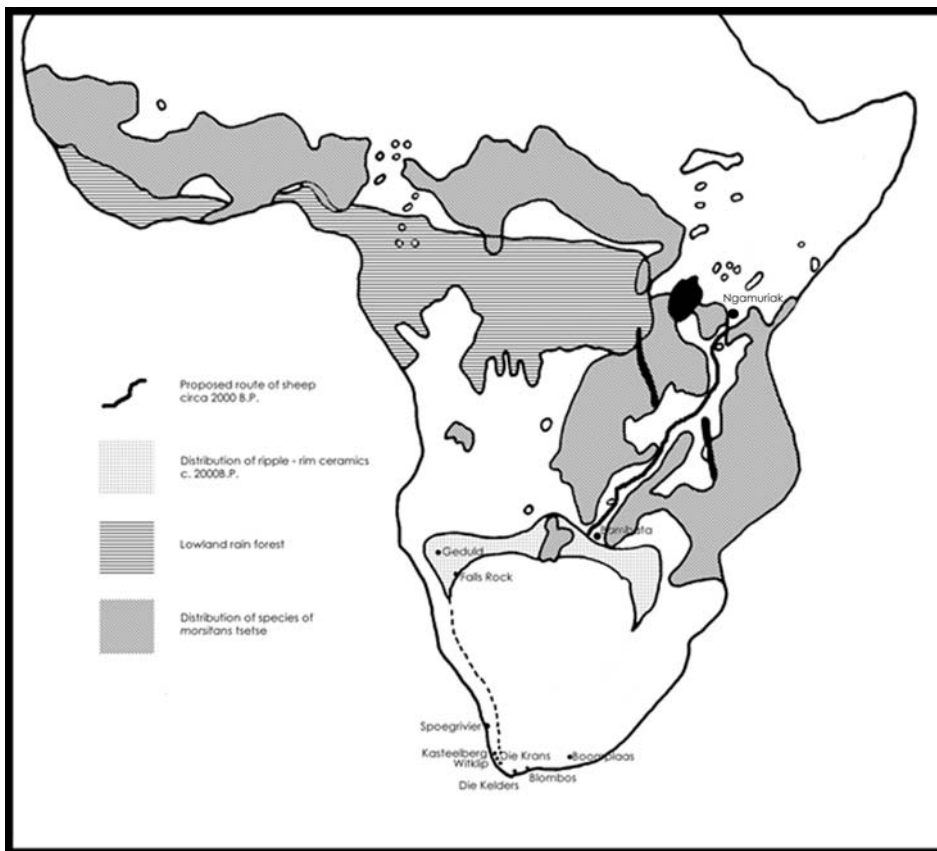 Ngamuriak
Proposed route of sheep
circa 2000 B.P.
Distribution of ripple - rim ceramics
c. 2000B.P.
Bambata
Geduld
Lowland rain forest
Falls Rock
Distribution of species of
morsitans tsetse
Spoegrivier
Kasteelberg
Die Krans
Boomplaas
Witklip
Blombos
Die Kelders